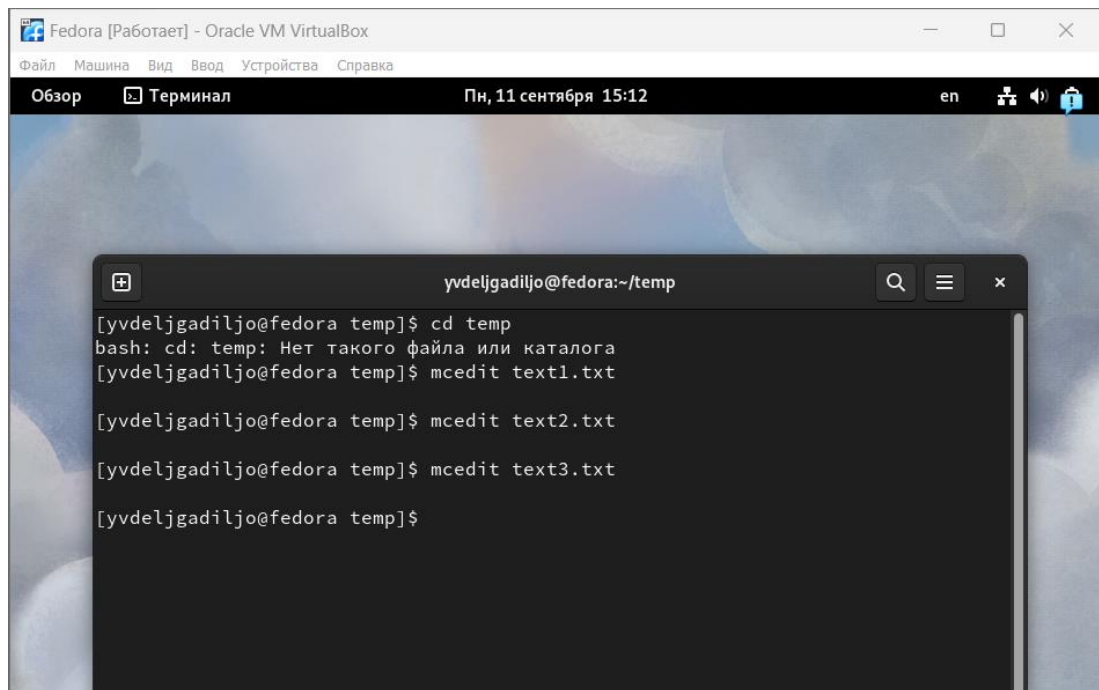 Fedora [Работает] - Oracle VM VirtualBox
Файл Машина Вид Ввод Устройства Справка
Обзор Терминал Пн, 11 сентября 15:12 en
yvdeljgadiljo@fedora:~/temp
[yvdeljgadiljo@fedora temp]$ cd temp
bash: cd: temp: Нет такого файла или каталога
[yvdeljgadiljo@fedora temp]$ mcedit text1.txt
[yvdeljgadiljo@fedora temp]$ mcedit text2.txt
[yvdeljgadiljo@fedora temp]$ mcedit text3.txt
[yvdeljgadiljo@fedora temp]$